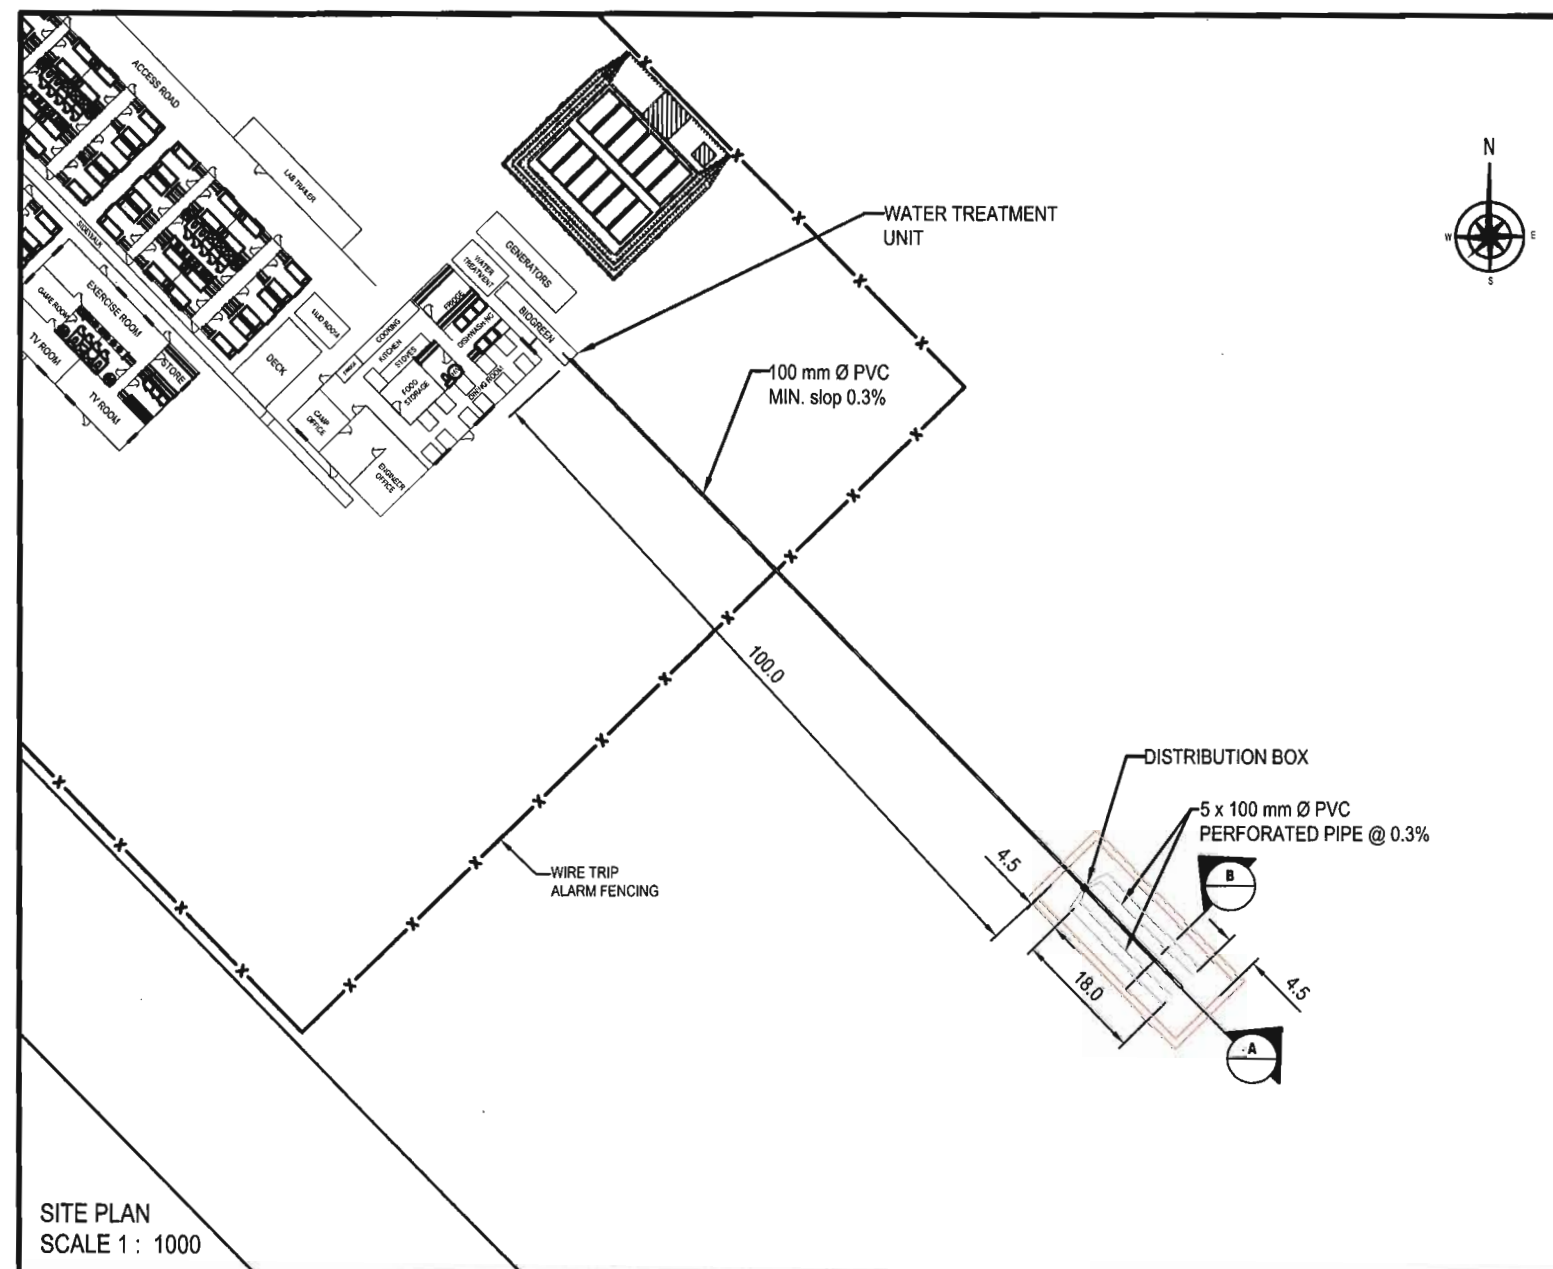 ACCESS ROAD
LAB TRAILER
SIDEWALK
GAME ROOM
EXERCISE ROOM
TV ROOM
STORE
TV ROOM
MUD ROOM
DECK
GENERATORS
WATER
TREATMENT
BIOGREEN
FRIDGE
DISHWASHING
COOKING
KITCHEN
STOVES
FOOD
STORAGE
DINING ROOM
CAMP
OFFICE
ENGINEER
OFFICE
WATER TREATMENT
UNIT
N
W
E
S
100 mm Ø PVC
MIN. slop 0.3%
100.0
DISTRIBUTION BOX
5 x 100 mm Ø PVC
PERFORATED PIPE @ 0.3%
WIRE TRIP
ALARM FENCING
4.5
B
18.0
4.5
A
SITE PLAN
SCALE 1 : 1000